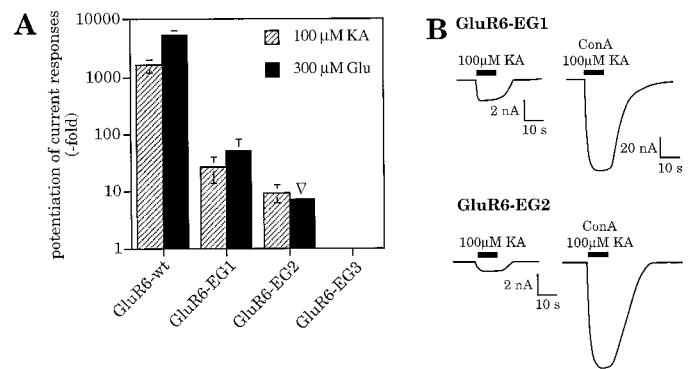 A
potentiation of current responses
(-fold)
10000
1000
100
10
1
100 µM KA
300 µM Glu
▽
GluR6-wt
GluR6-EG1
GluR6-EG2
GluR6-EG3
B
GluR6-EG1
100µM KA
2 nA
10 s
ConA
100µM KA
20 nA
10 s
GluR6-EG2
100µM KA
2 nA
10 s
ConA
100µM KA